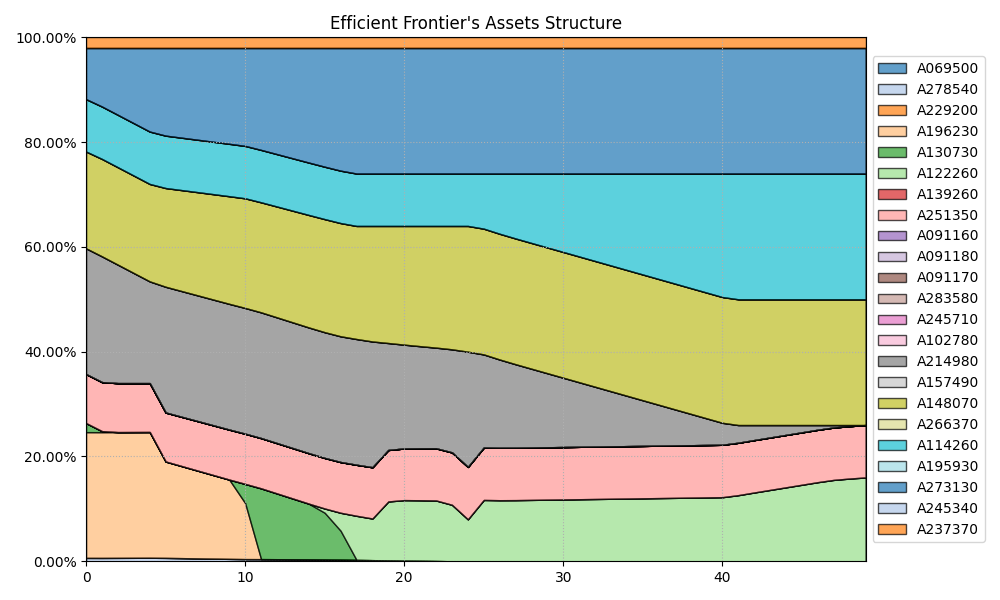 Efficient Frontier's Assets Structure
100.00%
80.00%
60.00%
40.00%
20.00%
0.00%
0
10
20
30
40
A069500
A278540
A229200
A196230
A130730
A122260
A139260
A251350
A091160
A091180
A091170
A283580
A245710
A102780
A214980
A157490
A148070
A266370
A114260
A195930
A273130
A245340
A237370